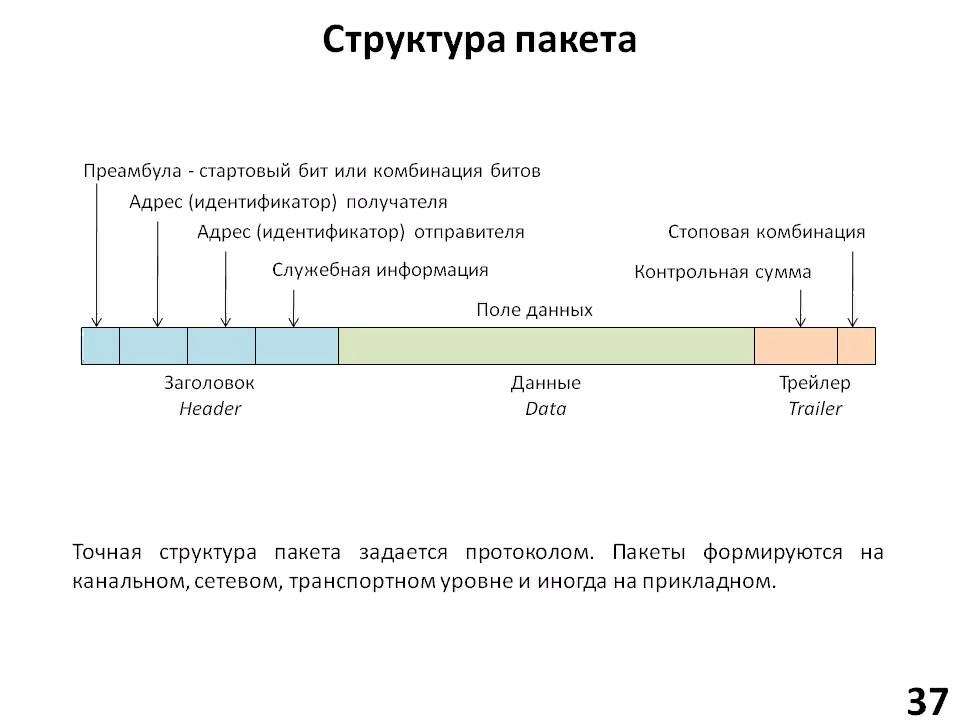 Структура пакета
Преамбула - стартовый бит или комбинация битов
Адрес (идентификатор) получателя
Адрес (идентификатор) отправителя
Стоповая комбинация
Служебная информация
Контрольная сумма
Поле данных
Заголовок
Header
Данные
Data
Трейлер
Trailer
Точная структура пакета задается протоколом. Пакеты формируются на
канальном, сетевом, транспортном уровне и иногда на прикладном.
37